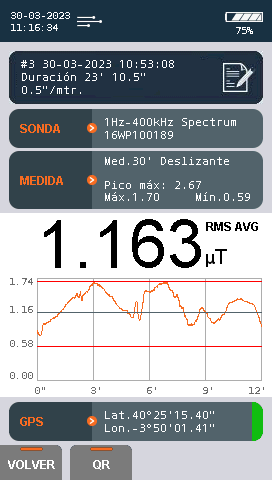 30-03-2023
11:16:34
75%
#3 30-03-2023 10:53:08
Duración 23' 10.5"
0.5"/mtr.
SONDA
1Hz-400kHz Spectrum
16WP100189
MEDIDA
Med.30' Deslizante
Pico máx: 2.67
Máx.1.70 Mín.0.59
1.163 RMS AVG
µT
1.74
1.16
0.58
0.00
0" 3' 6' 9' 12'
GPS
Lat.40°25'15.40"
Lon.-3°50'01.41"
VOLVER QR